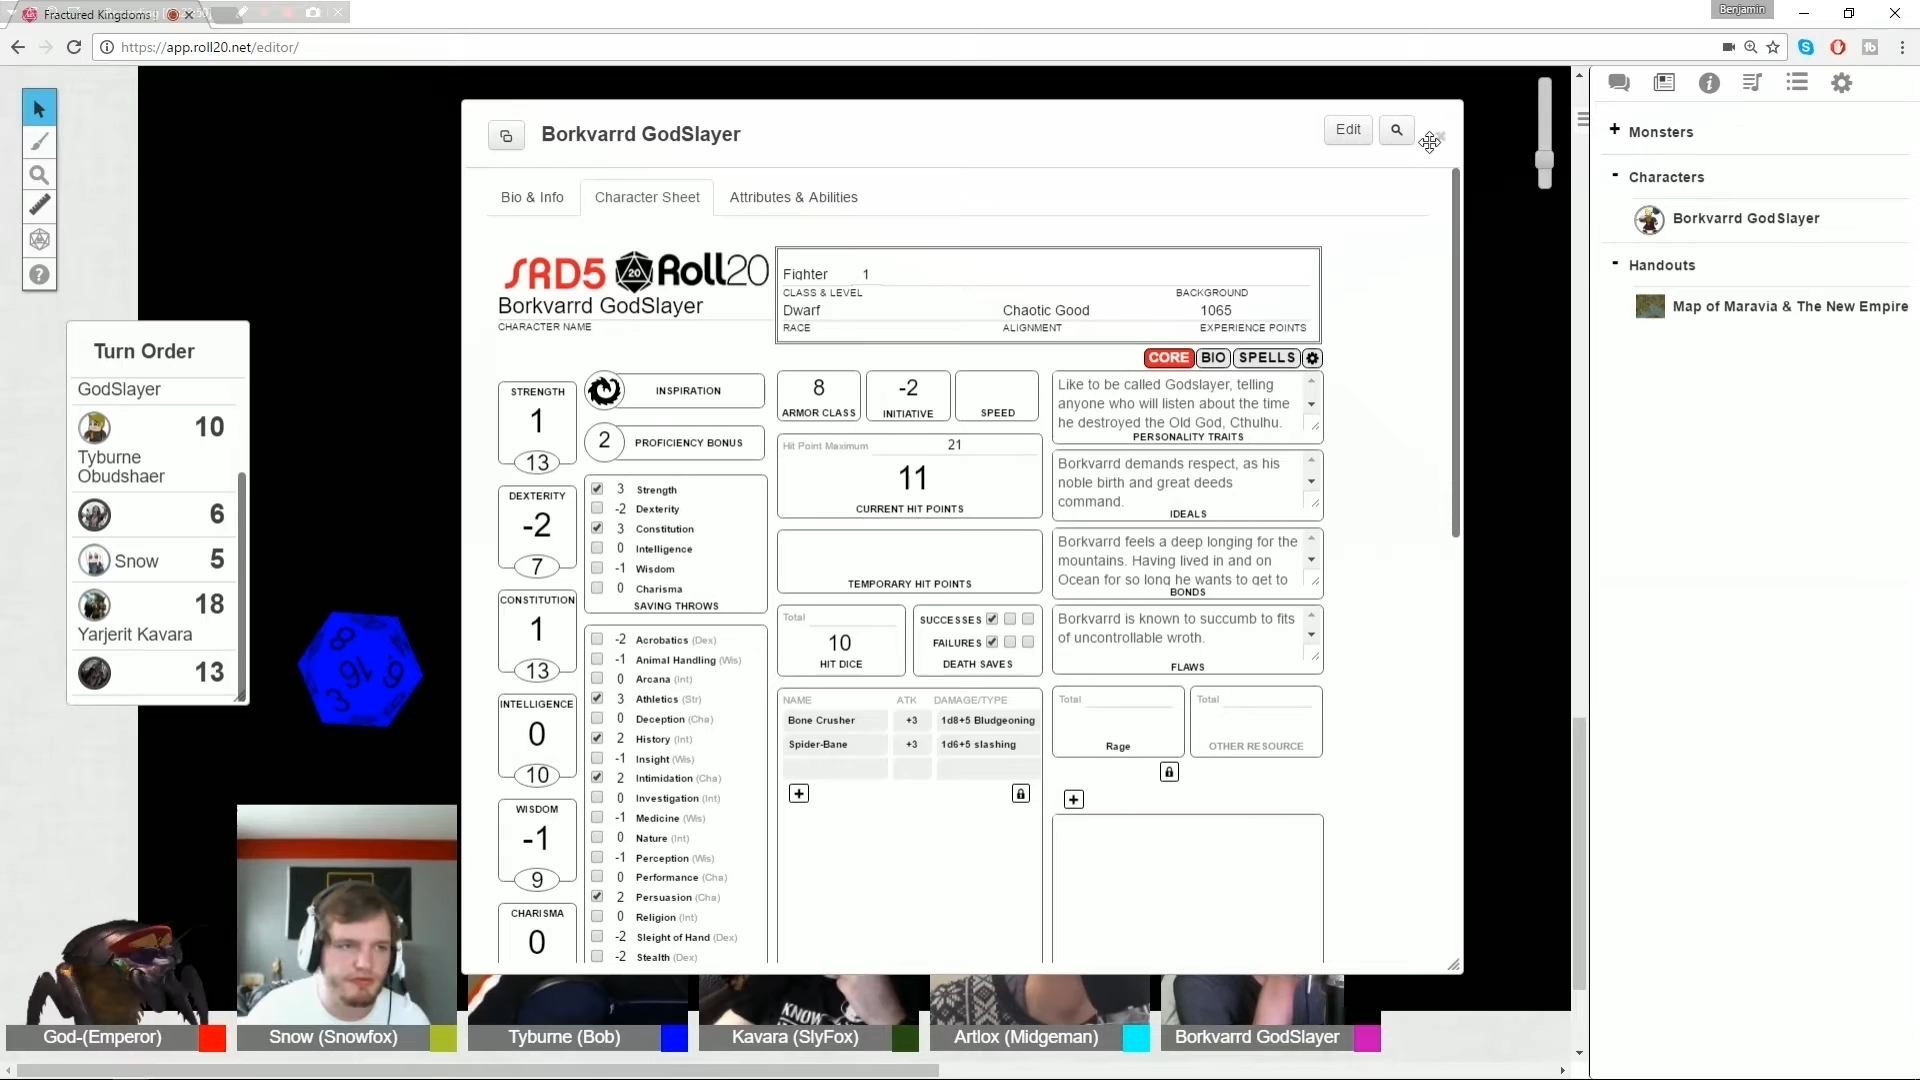 Fractured Kingdoms
Benjamin
https://app.roll20.net/editor/
Borkvarrd GodSlayer
Edit
Bio & Info
Character Sheet
Attributes & Abilities
SRD5 20 Roll20
Borkvarrd GodSlayer
CHARACTER NAME
Fighter 1
CLASS & LEVEL BACKGROUND
Dwarf Chaotic Good 1065
RACE ALIGNMENT EXPERIENCE POINTS
CORE BIO SPELLS
STRENGTH
1
13
DEXTERITY
-2
7
CONSTITUTION
1
13
INTELLIGENCE
0
10
WISDOM
-1
9
CHARISMA
0
INSPIRATION
2 PROFICIENCY BONUS
3 Strength
-2 Dexterity
3 Constitution
0 Intelligence
-1 Wisdom
0 Charisma
SAVING THROWS
-2 Acrobatics (Dex)
-1 Animal Handling (Wis)
0 Arcana (Int)
3 Athletics (Str)
0 Deception (Cha)
2 History (Int)
-1 Insight (Wis)
2 Intimidation (Cha)
0 Investigation (Int)
-1 Medicine (Wis)
0 Nature (Int)
-1 Perception (Wis)
0 Performance (Cha)
2 Persuasion (Cha)
0 Religion (Int)
-2 Sleight of Hand (Dex)
-2 Stealth (Dex)
8
ARMOR CLASS
-2
INITIATIVE
SPEED
Hit Point Maximum 21
11
CURRENT HIT POINTS
TEMPORARY HIT POINTS
Total
10
HIT DICE
SUCCESSES
FAILURES
DEATH SAVES
NAME ATK DAMAGE/TYPE
Bone Crusher +3 1d8+5 Bludgeoning
Spider-Bane +3 1d6+5 slashing
Like to be called Godslayer, telling
anyone who will listen about the time
he destroyed the Old God, Cthulhu.
PERSONALITY TRAITS
Borkvarrd demands respect, as his
noble birth and great deeds
command.
IDEALS
Borkvarrd feels a deep longing for the
mountains. Having lived in and on
Ocean for so long he wants to get to
BONDS
Borkvarrd is known to succumb to fits
of uncontrollable wroth.
FLAWS
Total
Rage
Total
OTHER RESOURCE
Turn Order
GodSlayer
10
Tyburne
Obudshaer
6
Snow 5
18
Yarjerit Kavara
13
8
16
9
3
Monsters
Characters
Borkvarrd GodSlayer
Handouts
Map of Maravia & The New Empire
KNOW
God-(Emperor)
Snow (Snowfox)
Tyburne (Bob)
Kavara (SlyFox)
Artlox (Midgeman)
Borkvarrd GodSlayer